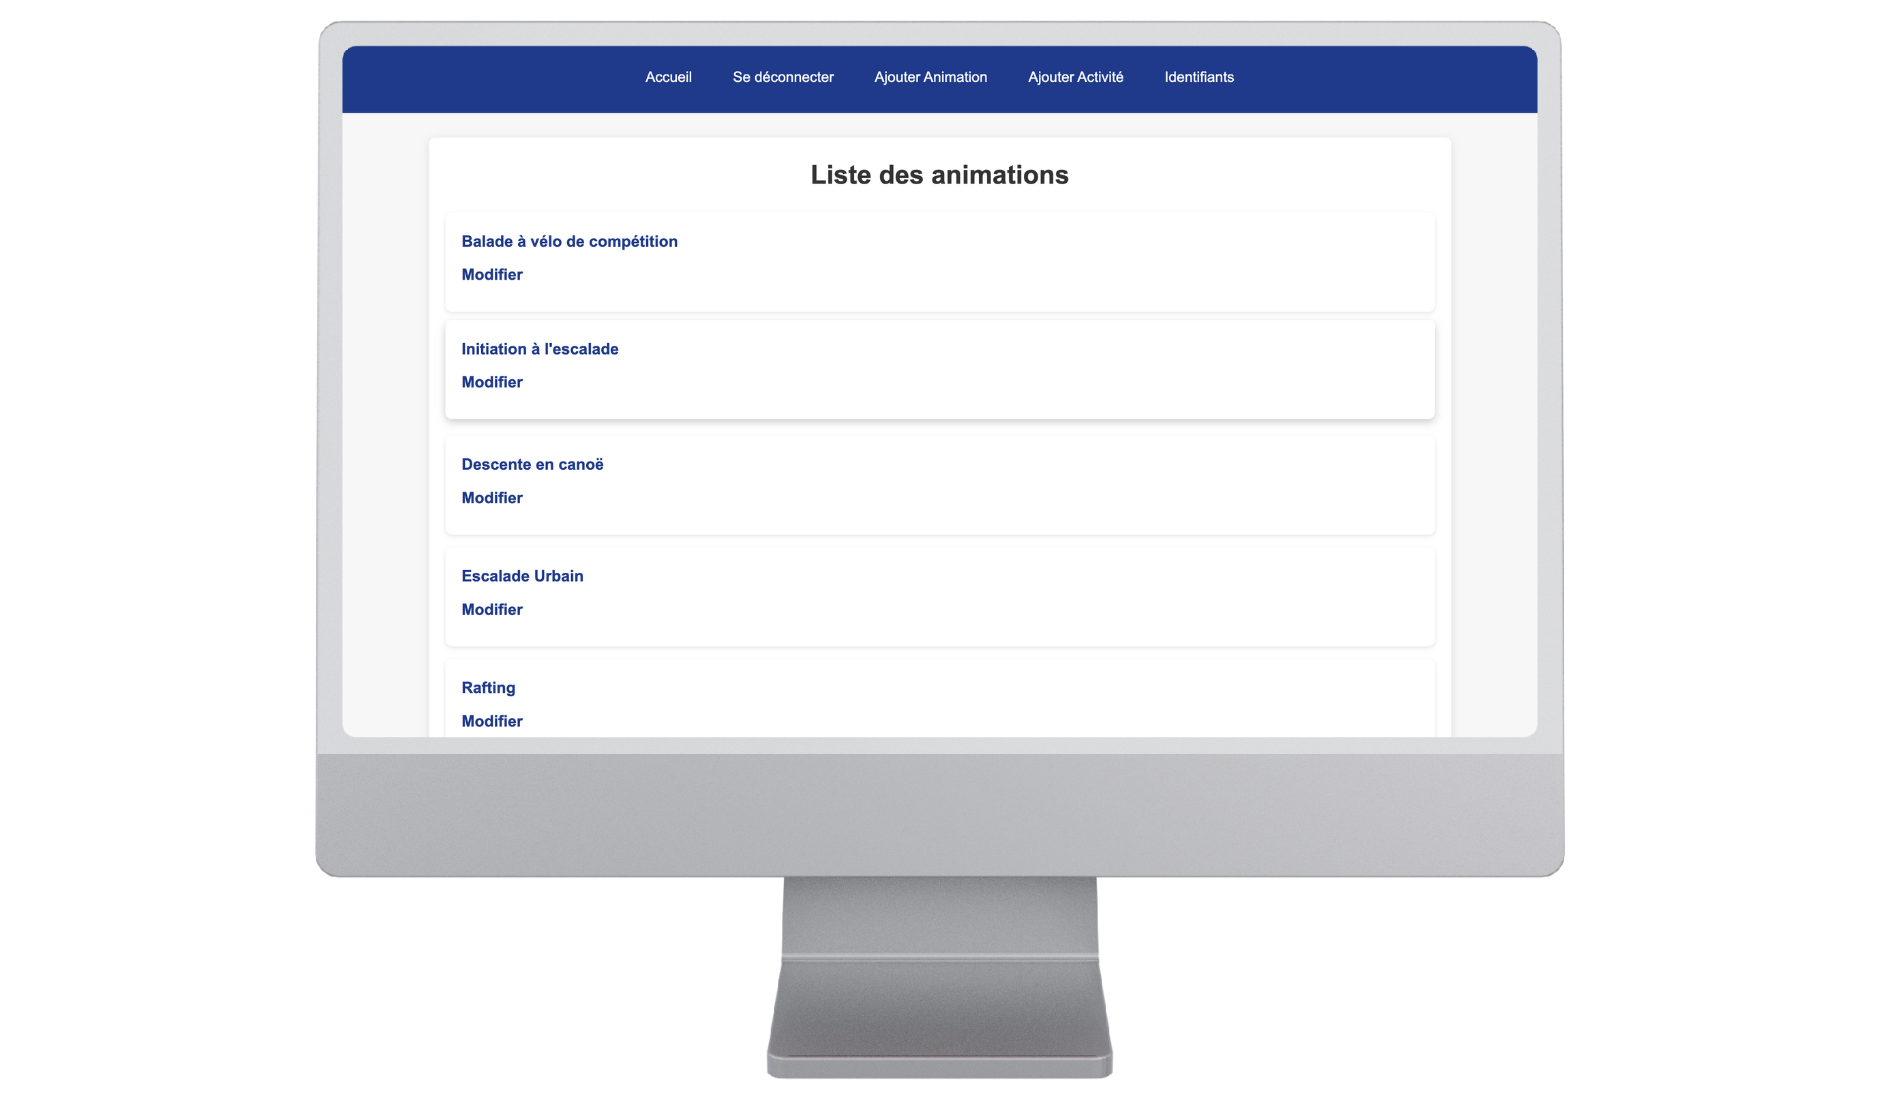 Accueil Se déconnecter Ajouter Animation Ajouter Activité Identifiants
Liste des animations
Balade à vélo de compétition
Modifier
Initiation à l'escalade
Modifier
Descente en canoë
Modifier
Escalade Urbain
Modifier
Rafting
Modifier